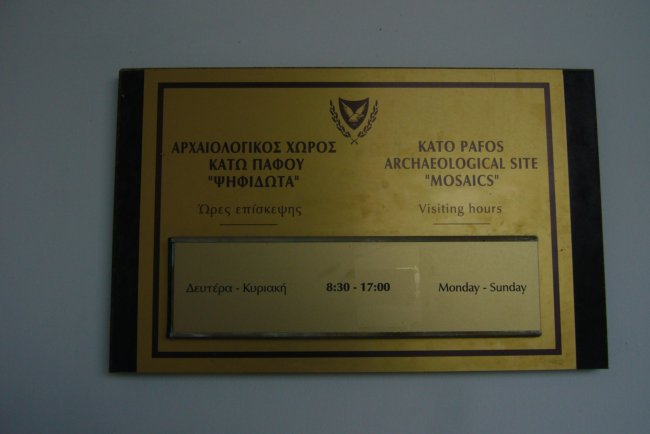 ΑΡΧΑΙΟΛΟΓΙΚΟΣ ΧΩΡΟΣ
ΚΑΤΩ ΠΑΦΟΥ
"ΨΗΦΙΔΩΤΑ"
Ώρες επίσκεψης
KATO PAFOS
ARCHAEOLOGICAL SITE
"MOSAICS"
Visiting hours
Δευτέρα - Κυριακή 8:30 - 17:00 Monday - Sunday